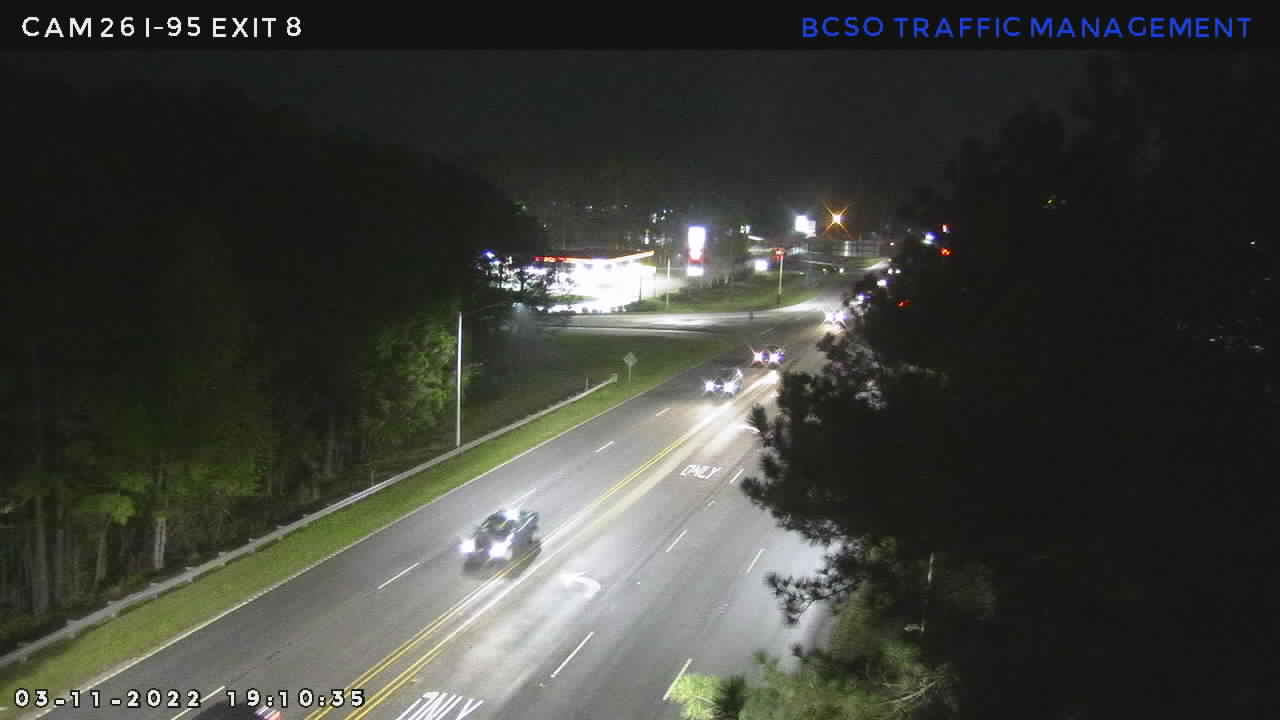 CAM 26 I-95 EXIT 8
BCSO TRAFFIC MANAGEMENT
ONLY
ONLY
03-11-2022 19:10:35